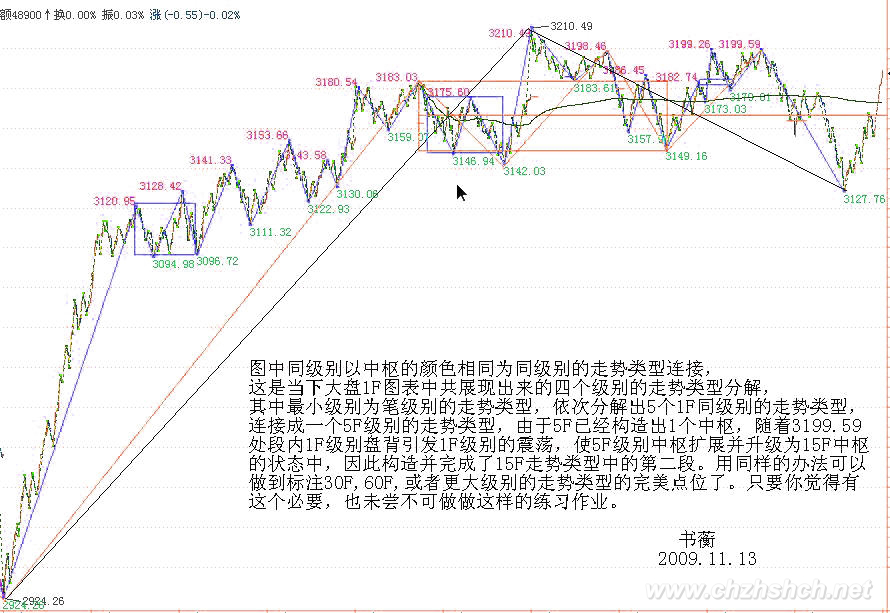 额48900↑换0.00% 振0.03% 涨(-0.55)-0.02%
3210.49
3210.49
3198.46
3199.26
3199.59
3180.54
3183.03
3182.74
3175.60
3183.61
3179.81
3173.03
3159.07
3153.66
3143.58
3157.9
3149.16
3146.94
3142.03
3141.33
3128.42
3120.95
3130.06
3122.93
3127.76
3111.32
3094.98
3096.72
图中同级别以中枢的颜色相同为同级别的走势类型连接，
这是当下大盘1F图表中共展现出来的四个级别的走势类型分解，
其中最小级别为笔级别的走势类型，依次分解出5个1F同级别的走势类型，
连接成一个5F级别的走势类型，由于5F已经构造出1个中枢，随着3199.59
处段内1F级别盘背引发1F级别的震荡，使5F级别中枢扩展并升级为15F中枢
的状态中，因此构造并完成了15F走势类型中的第二段。用同样的办法可以
做到标注30F,60F,或者更大级别的走势类型的完美点位了。只要你觉得有
这个必要，也未尝不可做做这样的练习作业。
书蘅
2009.11.13
2924.26
2924.26
www.chzhshch.net